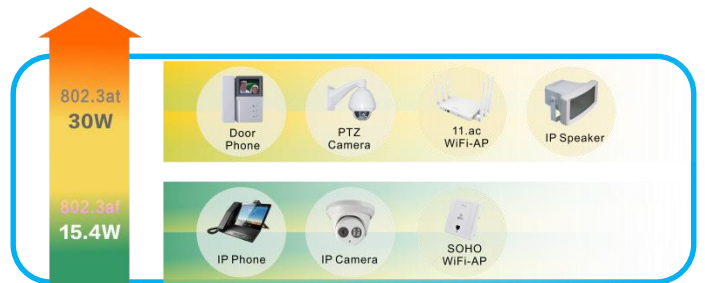 802.3at
30W
Door
Phone
PTZ
Camera
11.ac
WiFi-AP
IP Speaker
802.3af
15.4W
IP Phone
IP Camera
SOHO
WiFi-AP